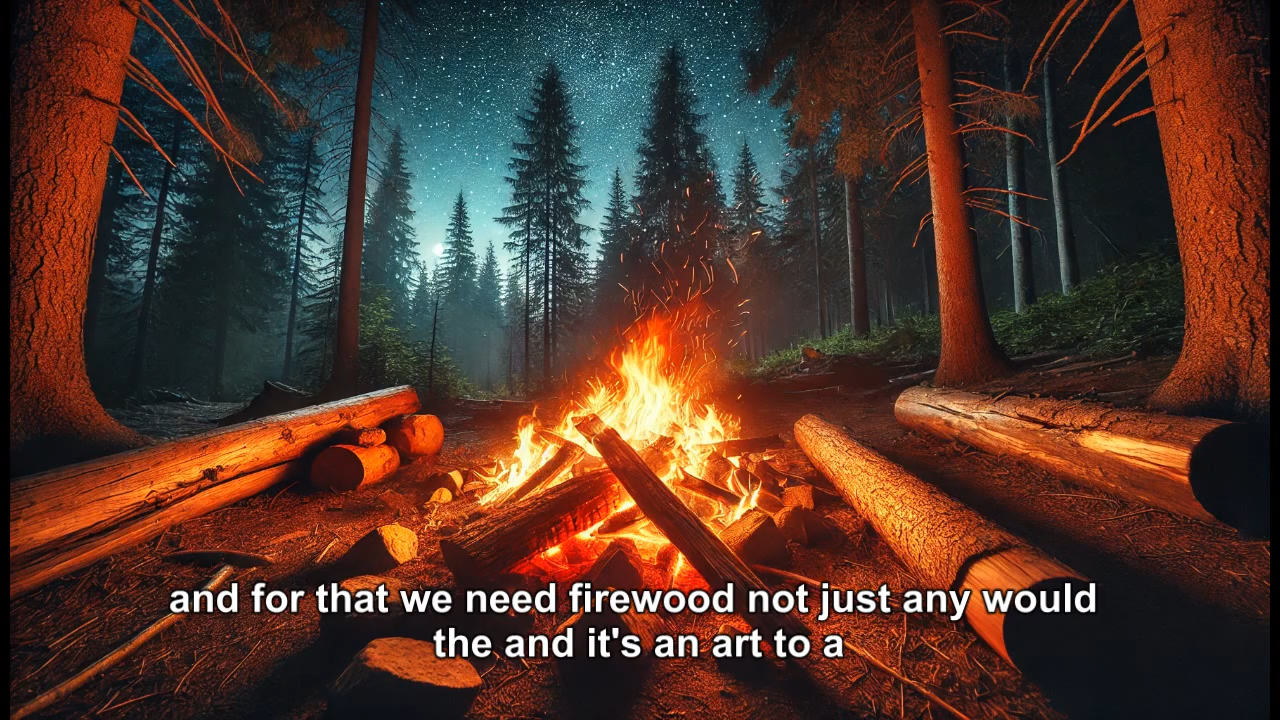 and for that we need firewood not just any would
the and it's an art to a